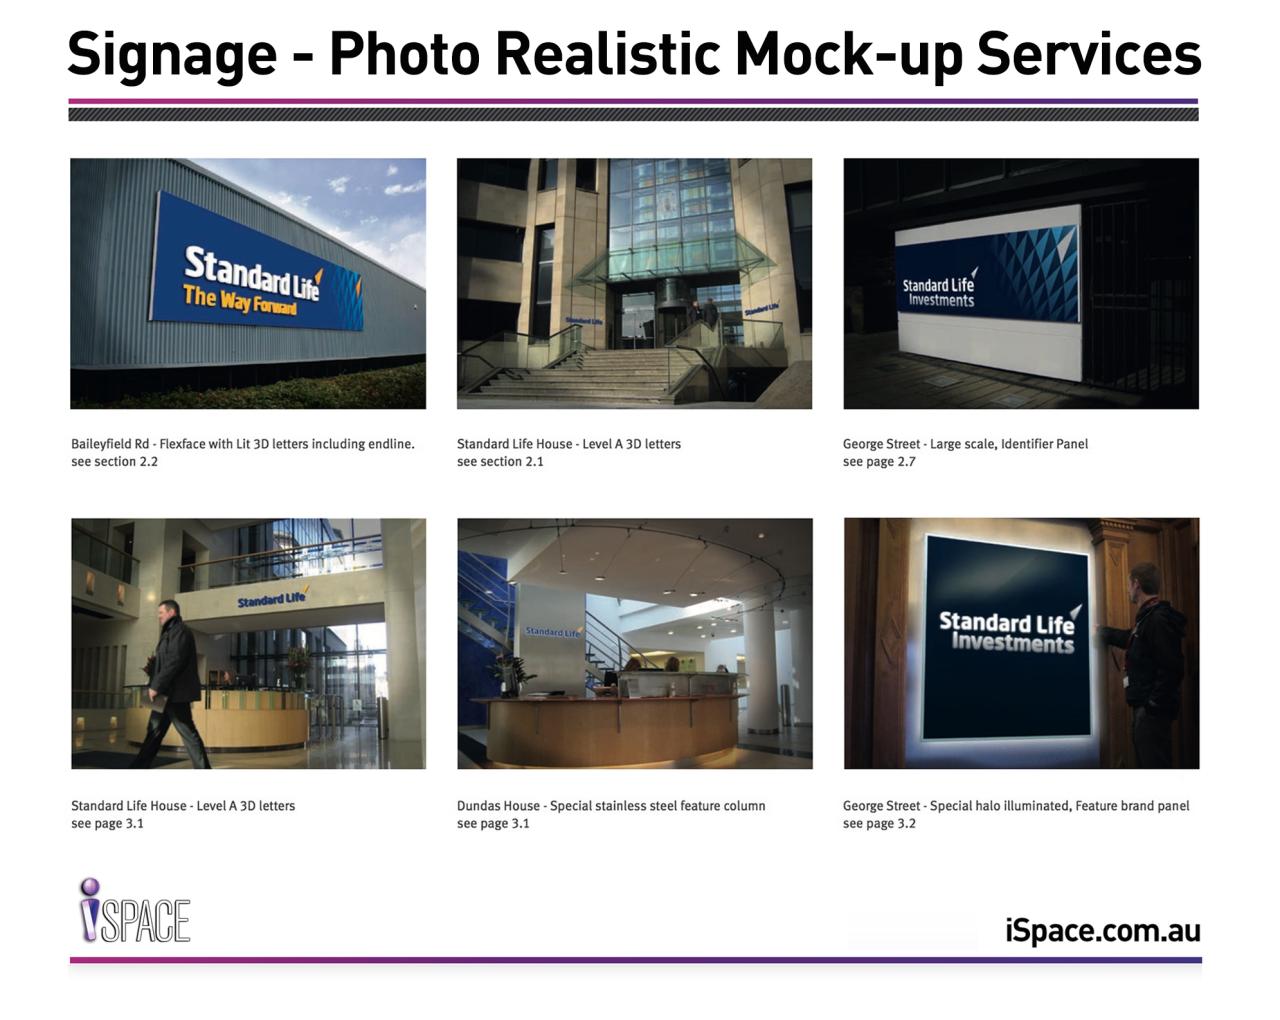 Signage - Photo Realistic Mock-up Services
Standard Life
The Way Forward
Standard Life
Standard Life
Standard Life
Investments
Baileyfield Rd - Flexface with Lit 3D letters including endline.
see section 2.2
Standard Life House - Level A 3D letters
see section 2.1
George Street - Large scale, Identifier Panel
see page 2.7
Standard Life
Standard Life
Standard Life
Investments
Standard Life House - Level A 3D letters
see page 3.1
Dundas House - Special stainless steel feature column
see page 3.1
George Street - Special halo illuminated, Feature brand panel
see page 3.2
iSPACE
iSpace.com.au